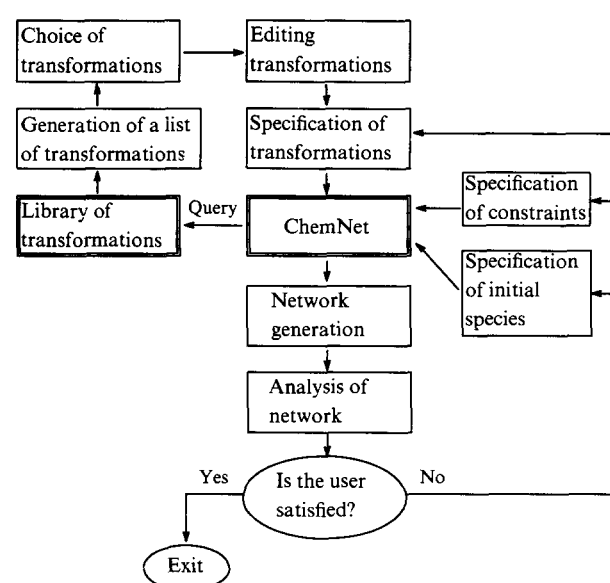 Choice of
transformations
Editing
transformations
Generation of a list
of transformations
Specification of
transformations
Library of
transformations
Query
ChemNet
Specification
of constraints
Specification
of initial
species
Network
generation
Analysis of
network
Is the user
satisfied?
Yes
No
Exit